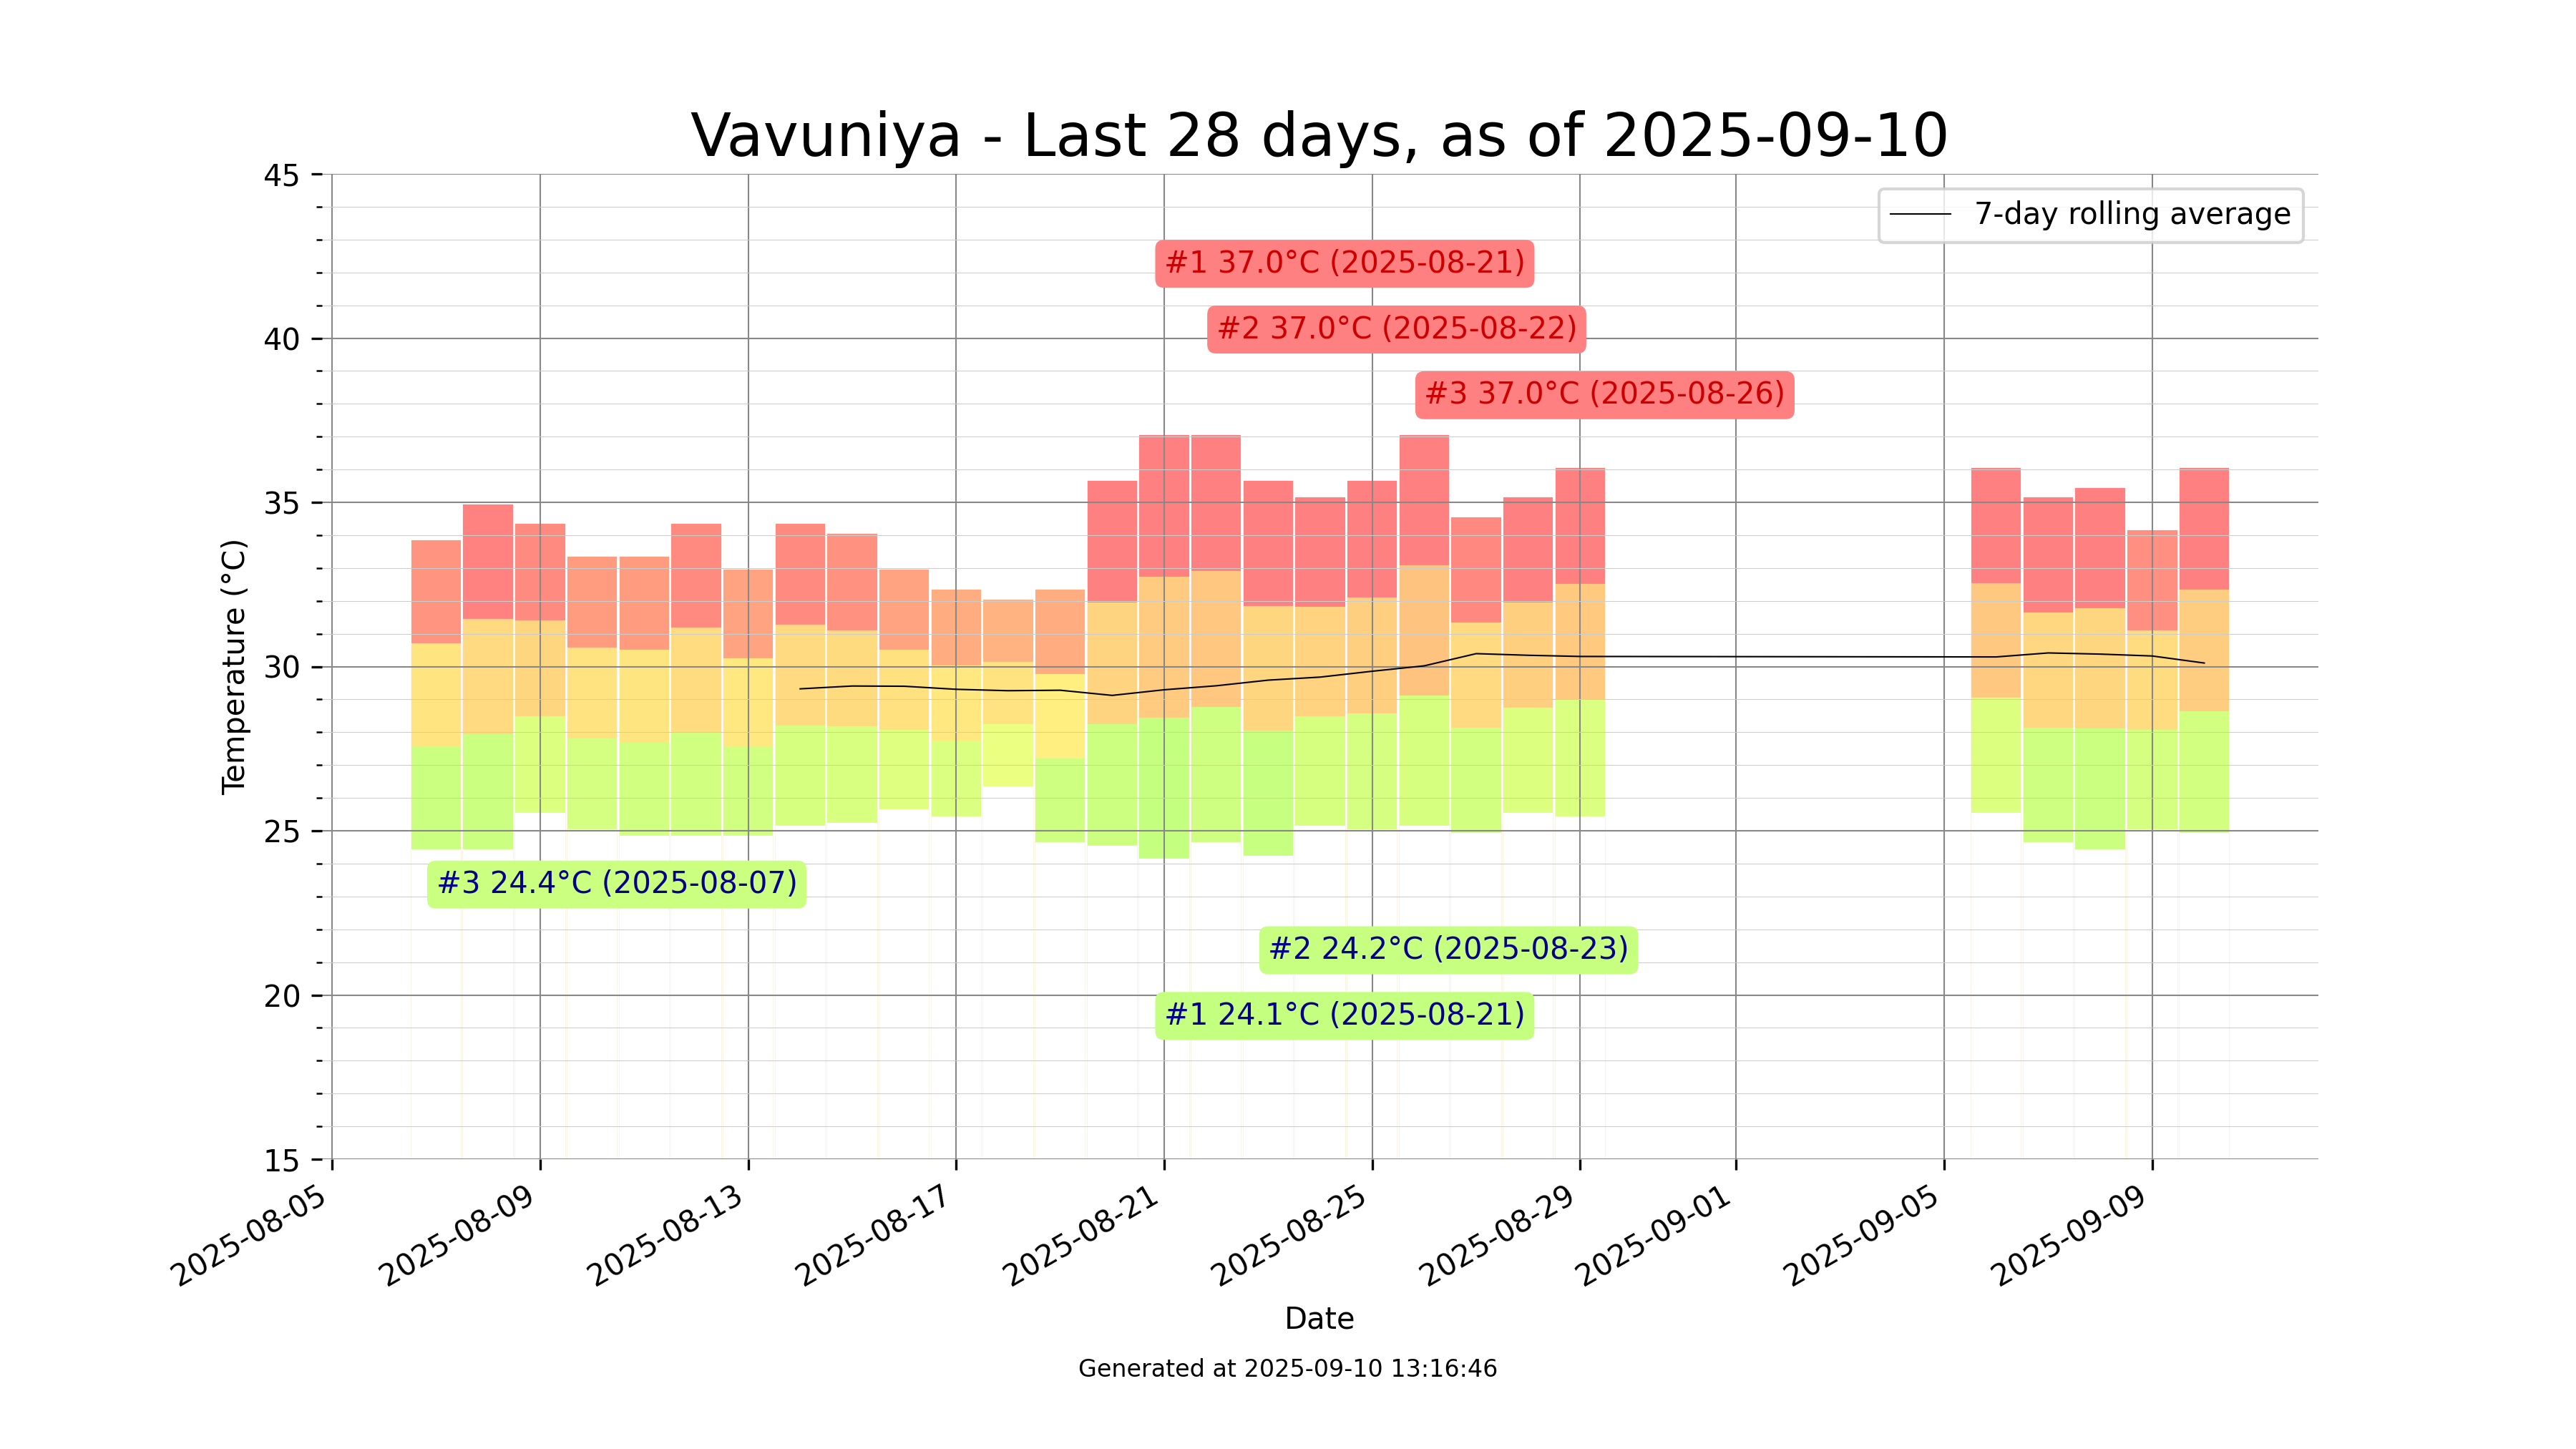 Vavuniya - Last 28 days, as of 2025-09-10
45
40
35
30
25
20
15
Temperature (°C)
7-day rolling average
#1 37.0°C (2025-08-21)
#2 37.0°C (2025-08-22)
#3 37.0°C (2025-08-26)
#3 24.4°C (2025-08-07)
#2 24.2°C (2025-08-23)
#1 24.1°C (2025-08-21)
2025-08-05
2025-08-09
2025-08-13
2025-08-17
2025-08-21
2025-08-25
2025-08-29
2025-09-01
2025-09-05
2025-09-09
Date
Generated at 2025-09-10 13:16:46